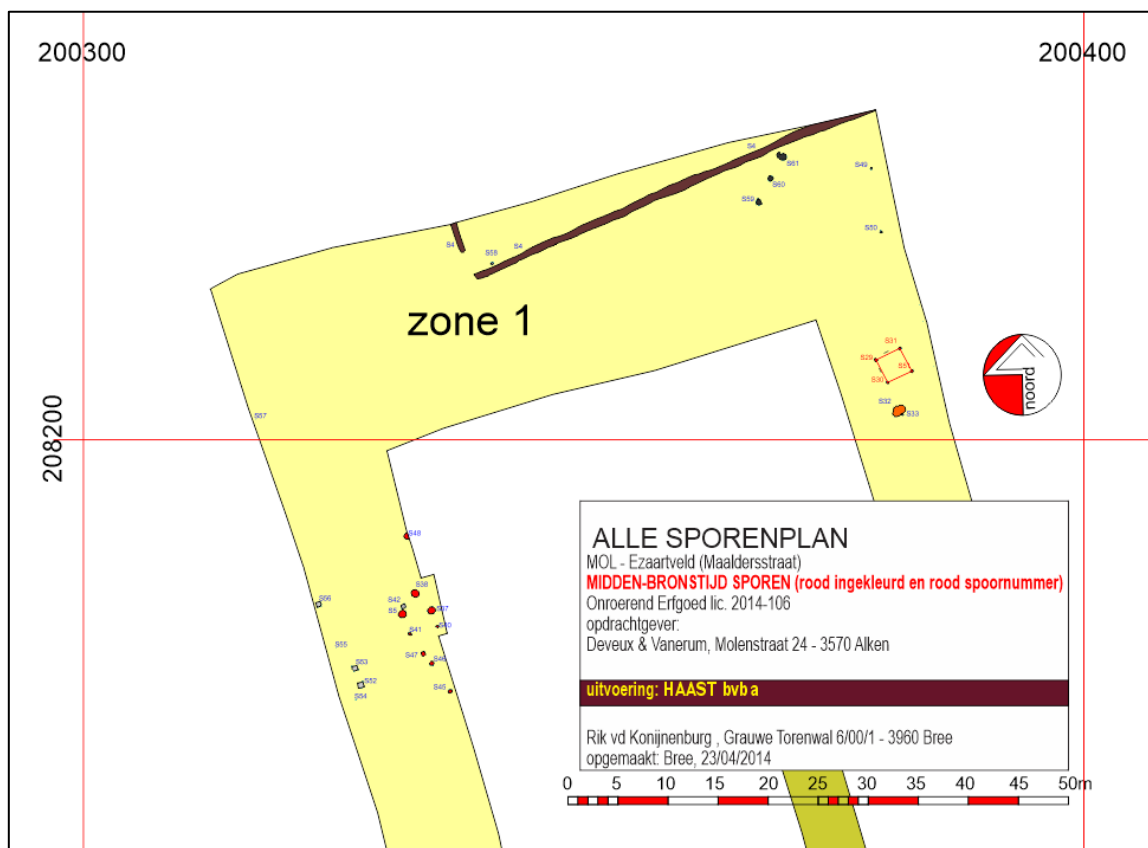 200300
200400
S4
S61
S49
S60
S59
S50
S4
S58
S4
zone 1
S31
S29
S51
S30
noord
S32
S33
S57
208200
S48
S56
S38
S42
S5
S37
S40
S41
S55
S47
S46
S53
S52
S45
S54
ALLE SPORENPLAN
MOL - Ezaartveld (Maaldersstraat)
MIDDEN-BRONSTIJD SPOREN (rood ingekleurd en rood spoornummer)
Onroerend Erfgoed lic. 2014-106
opdrachtgever:
Deveux & Vanerum, Molenstraat 24 - 3570 Alken
uitvoering: HAAST bvba
Rik vd Konijnenburg , Grauwe Torenwal 6/00/1 - 3960 Bree
opgemaakt: Bree, 23/04/2014
0 5 10 15 20 25 30 35 40 45 50m